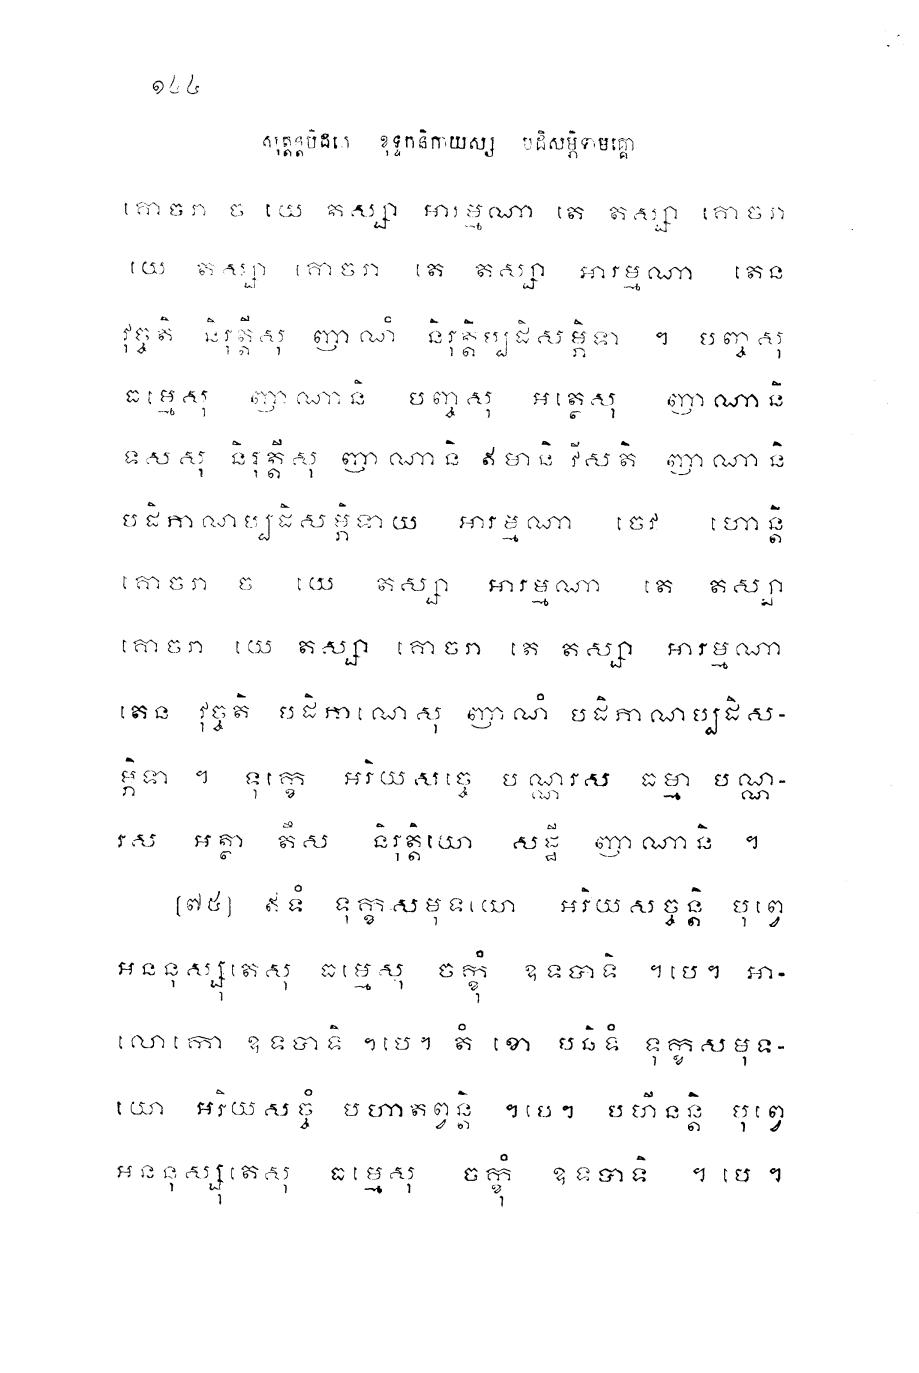 ១៤៤
សុត្តន្តបិដកេ ខុទ្ទកនិកាយស្ស បដិសម្ភិទាមគ្គោ
គោចរា ច យេ តស្សា អារម្មណា តេ តស្សា គោចរា
យេ តស្សា គោចរា តេ តស្សា អារម្មណា តេន
វុច្ចតិ និរុត្តីសុ ញាណំ និរុត្តិប្បដិសម្ភិទា ។ បញ្ចសុ
ធម្មេសុ ញាណានិ បញ្ចសុ អត្ថេសុ ញាណានិ
ទសសុ និរុត្តីសុ ញាណានិ ឥមានិ វីសតិ ញាណានិ
បដិភាណប្បដិសម្ភិទាយ អារម្មណា ចេវ ហោន្តិ
គោចរា ច យេ តស្សា អារម្មណា តេ តស្សា
គោចរា យេ តស្សា គោចរា តេ តស្សា អារម្មណា
តេន វុច្ចតិ បដិភាណេសុ ញាណំ បដិភាណប្បដិស-
ម្ភិទា ។ ទុក្ខេ អរិយសច្ចេ បណ្ណរស ធម្មា បណ្ណ-
រស អត្ថា តឹស និរុត្តិយោ សដ្ឋី ញាណានិ ។
[៧៥] ឥទំ ទុក្ខសមុទយោ អរិយសច្ចន្តិ បុព្វេ
អននុស្សុតេសុ ធម្មេសុ ចក្ខុំ ឧទបាទិ ។បេ។ អា-
លោកោ ឧទបាទិ ។បេ។ តំ ខោ បនិទំ ទុក្ខសមុទ-
យោ អរិយសច្ចំ បហាតព្វន្តិ ។បេ។ បហីនន្តិ បុព្វេ
អននុស្សុតេសុ ធម្មេសុ ចក្ខុំ ឧទបាទិ ។ បេ ។